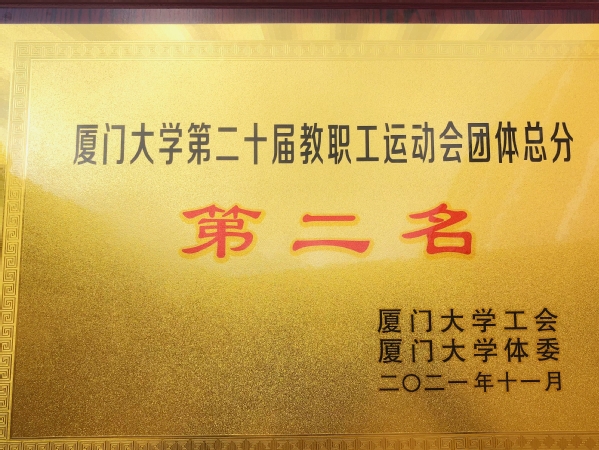 厦门大学第二十届教职工运动会团体总分
第二名
厦门大学工会
厦门大学体委
二〇二一年十一月